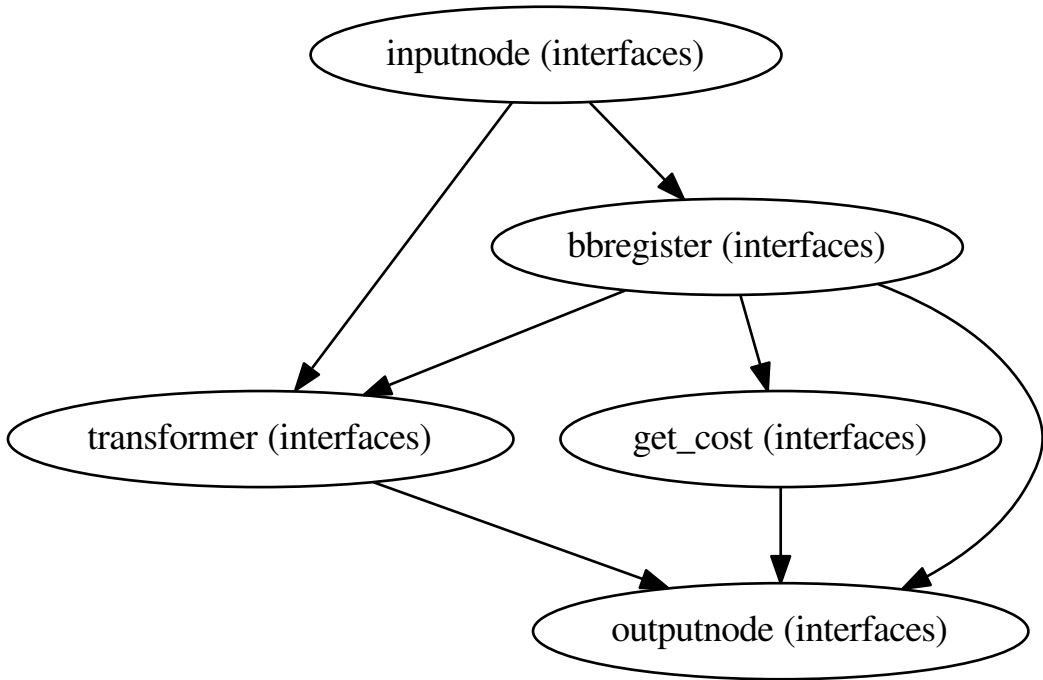 inputnode (interfaces)
bbregister (interfaces)
transformer (interfaces)
get_cost (interfaces)
outputnode (interfaces)